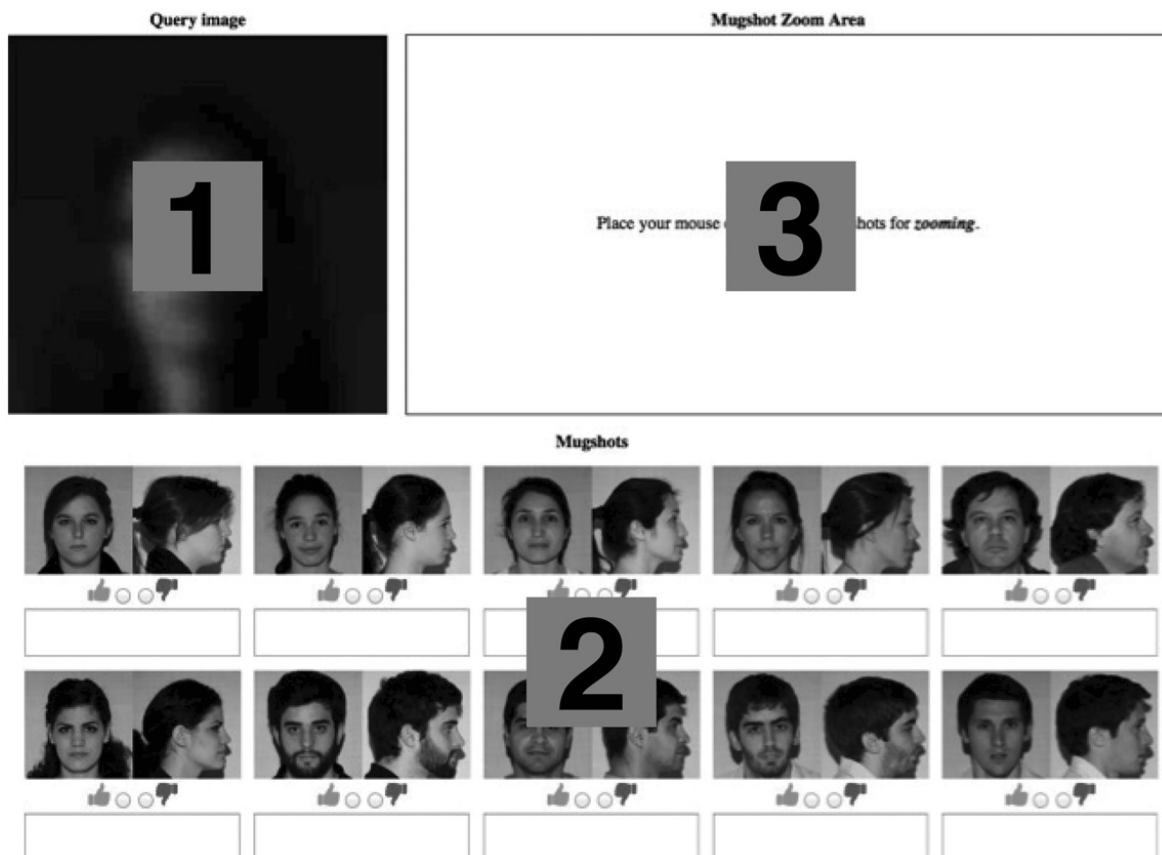 Query image
Mugshot Zoom Area
1
3
Place your mouse
hots for zooming.
Mugshots
2